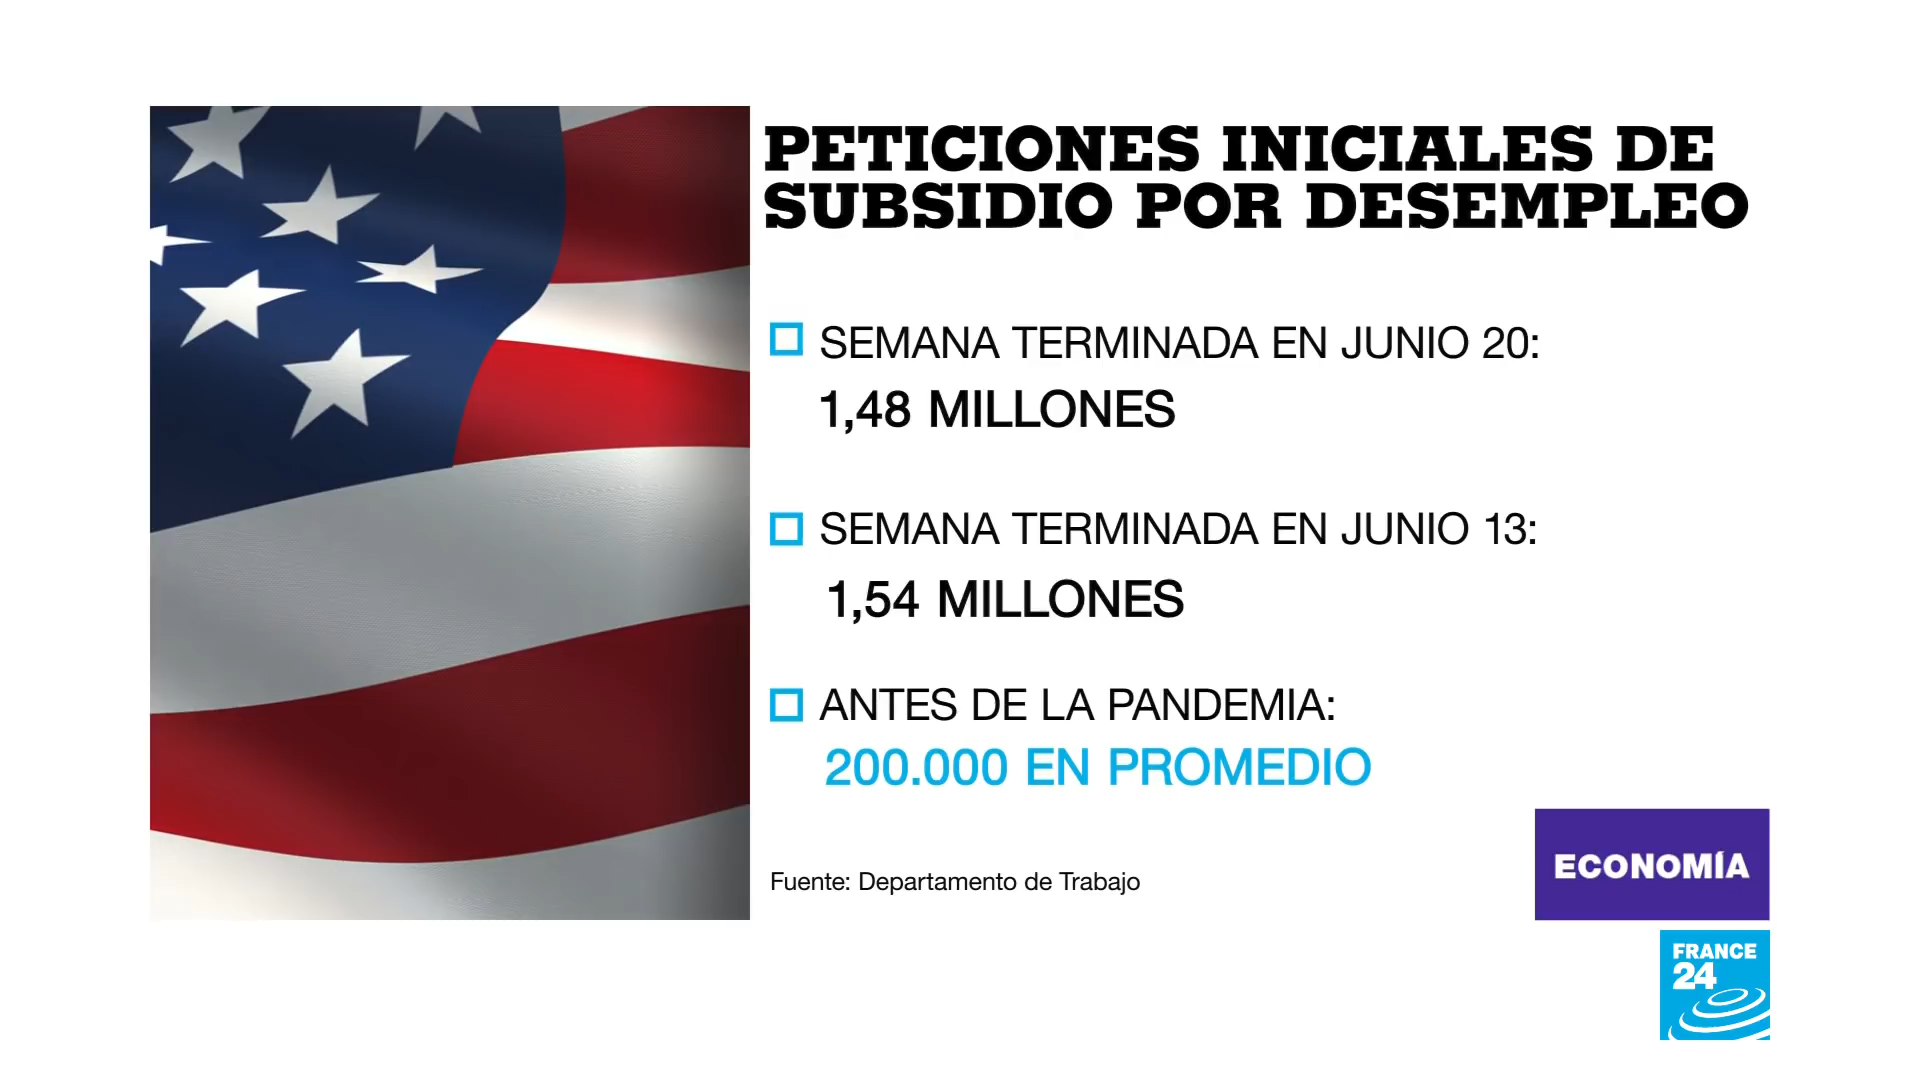 PETICIONES INICIALES DE
SUBSIDIO POR DESEMPLEO
SEMANA TERMINADA EN JUNIO 20:
1,48 MILLONES
SEMANA TERMINADA EN JUNIO 13:
1,54 MILLONES
ANTES DE LA PANDEMIA:
200.000 EN PROMEDIO
Fuente: Departamento de Trabajo
ECONOMÍA
FRANCE
24